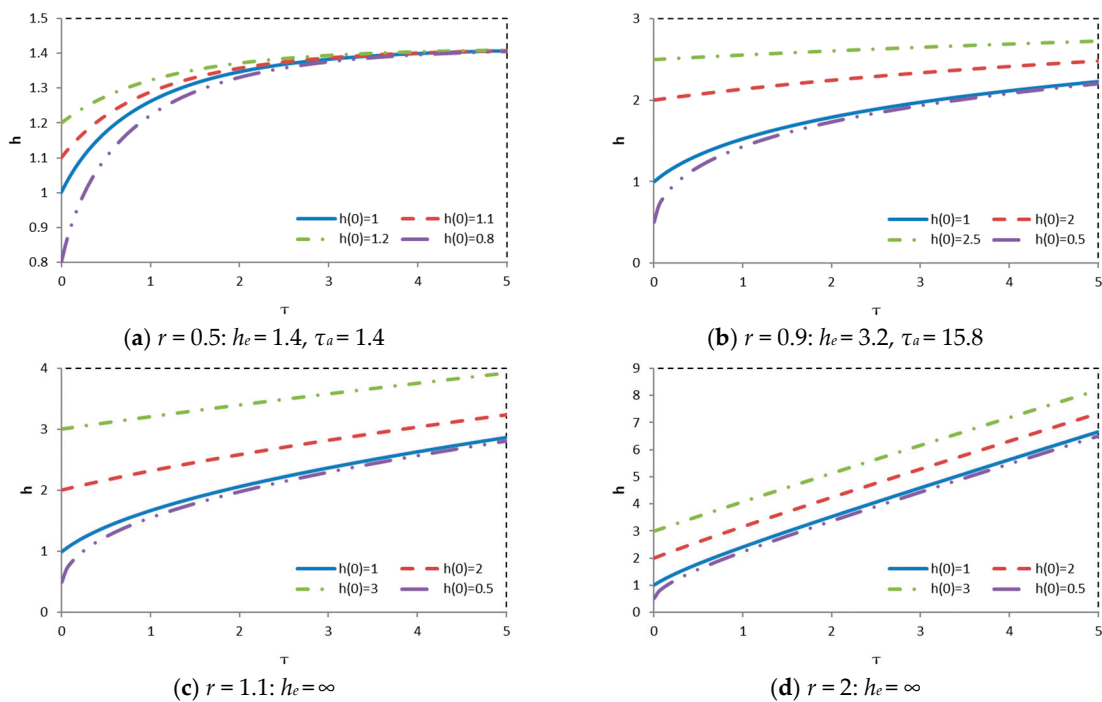 1.5
1.4
1.3
1.2
1.1
1
0.9
0.8
h
h(0)=1 h(0)=1.1
h(0)=1.2 h(0)=0.8
0 1 2 3 4 5
τ
(a) r = 0.5: he = 1.4, τa = 1.4
3
2
1
0
h
h(0)=1 h(0)=2
h(0)=2.5 h(0)=0.5
0 1 2 3 4 5
τ
(b) r = 0.9: he = 3.2, τa = 15.8
4
3
2
1
0
h
h(0)=1 h(0)=2
h(0)=3 h(0)=0.5
0 1 2 3 4 5
τ
(c) r = 1.1: he = ∞
9
8
7
6
5
4
3
2
1
0
h
h(0)=1 h(0)=2
h(0)=3 h(0)=0.5
0 1 2 3 4 5
τ
(d) r = 2: he = ∞